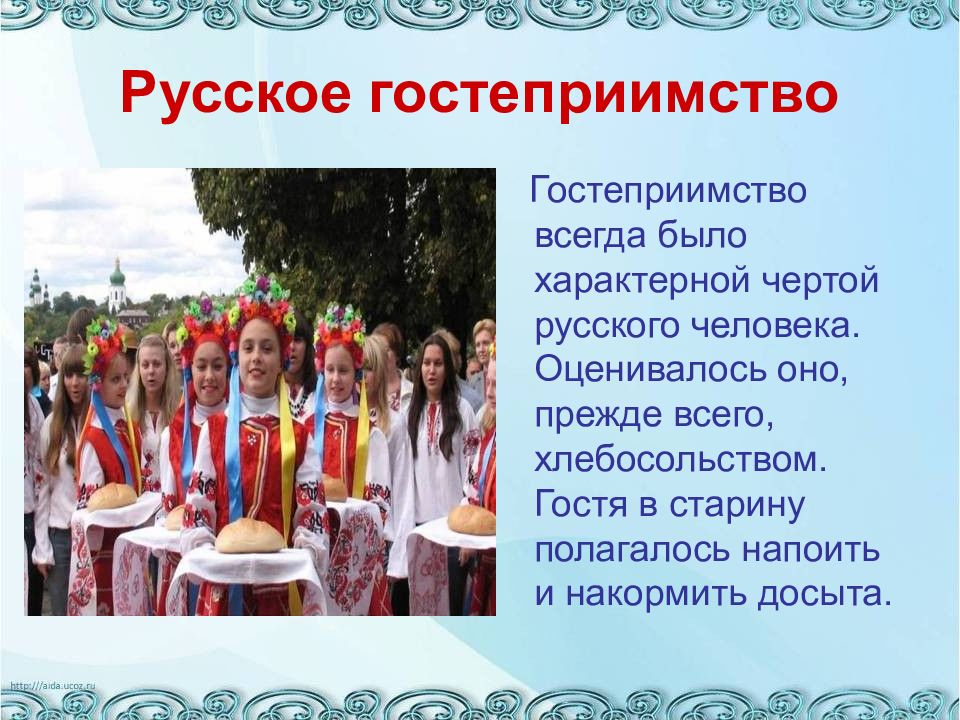 Русское гостеприимство
Гостеприимство
всегда было
характерной чертой
русского человека.
Оценивалось оно,
прежде всего,
хлебосольством.
Гостя в старину
полагалось напоить
и накормить досыта.
http:///aida.ucoz.ru